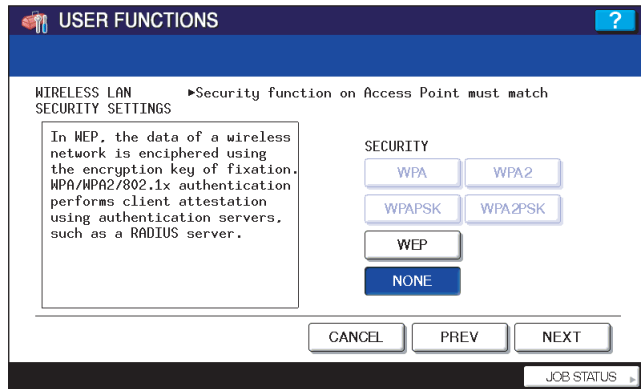 USER FUNCTIONS
?
WIRELESS LAN ▸Security function on Access Point must match
SECURITY SETTINGS
In WEP, the data of a wireless
network is enciphered using
the encryption key of fixation.
WPA/WPA2/802.1x authentication
performs client attestation
using authentication servers,
such as a RADIUS server.
SECURITY
WPA WPA2
WPAPSK WPA2PSK
WEP
NONE
CANCEL PREV NEXT
JOB STATUS